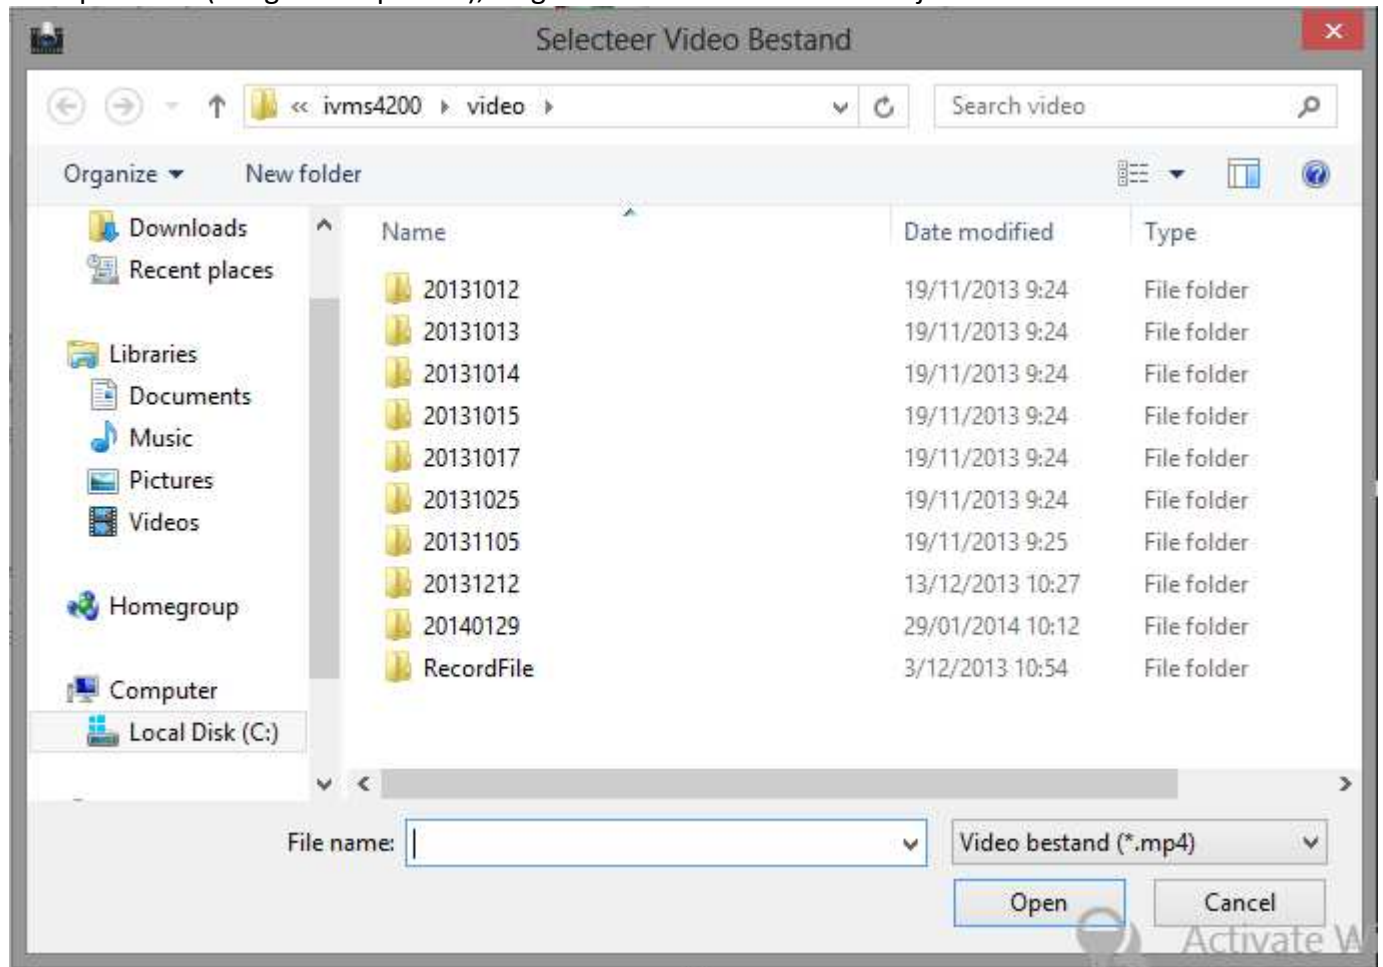 Selecteer Video Bestand
« ivms4200 video
Search video
Organize
New folder
Downloads
Recent places
Libraries
Documents
Music
Pictures
Videos
Homegroup
Computer
Local Disk (C:)
Name Date modified Type
20131012 19/11/2013 9:24 File folder
20131013 19/11/2013 9:24 File folder
20131014 19/11/2013 9:24 File folder
20131015 19/11/2013 9:24 File folder
20131017 19/11/2013 9:24 File folder
20131025 19/11/2013 9:24 File folder
20131105 19/11/2013 9:25 File folder
20131212 13/12/2013 10:27 File folder
20140129 29/01/2014 10:12 File folder
RecordFile 3/12/2013 10:54 File folder
File name:
Video bestand (*.mp4)
Open Cancel
Activate W